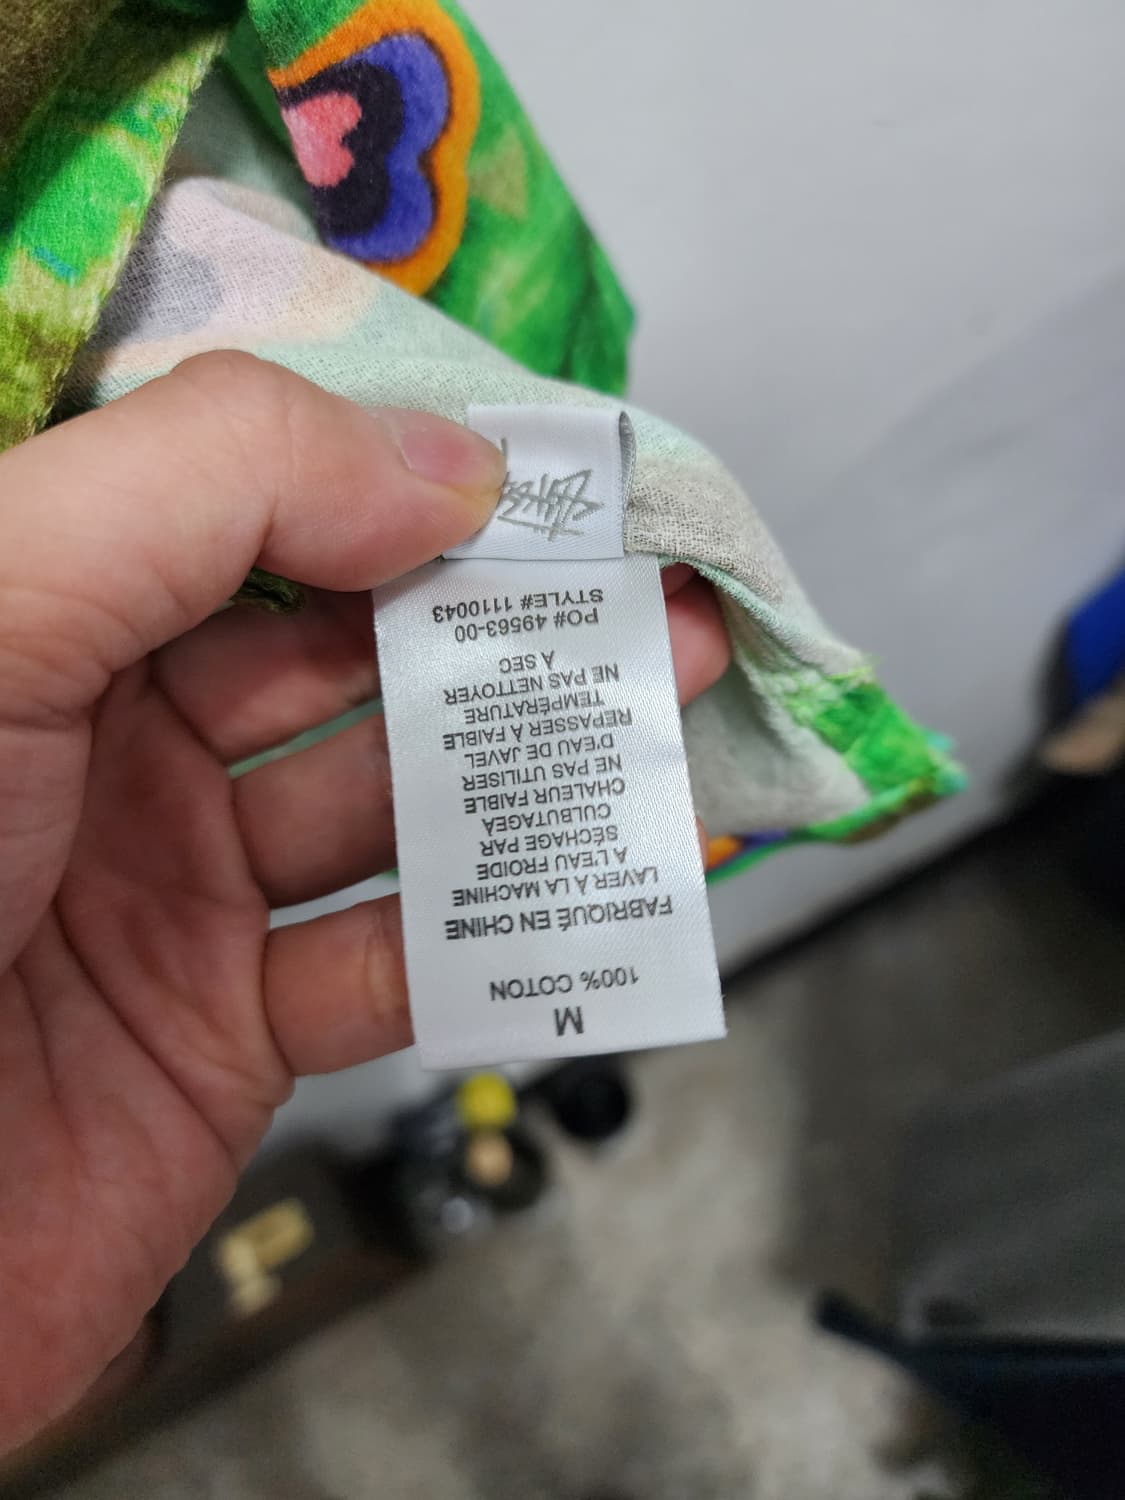 M
100% COTON
FABRIQUÉ EN CHINE
LAVER À LA MACHINE
A L'EAU FROIDE
SÉCHAGE PAR
CULBUTAGEÀ
CHALEUR FAIBLE
NE PAS UTILISER
D'EAU DE JAVEL
REPASSER À FAIBLE
TEMPÉRATURE
NE PAS NETTOYER
À SEC
PO# 49563-00
STYLE# 1110043